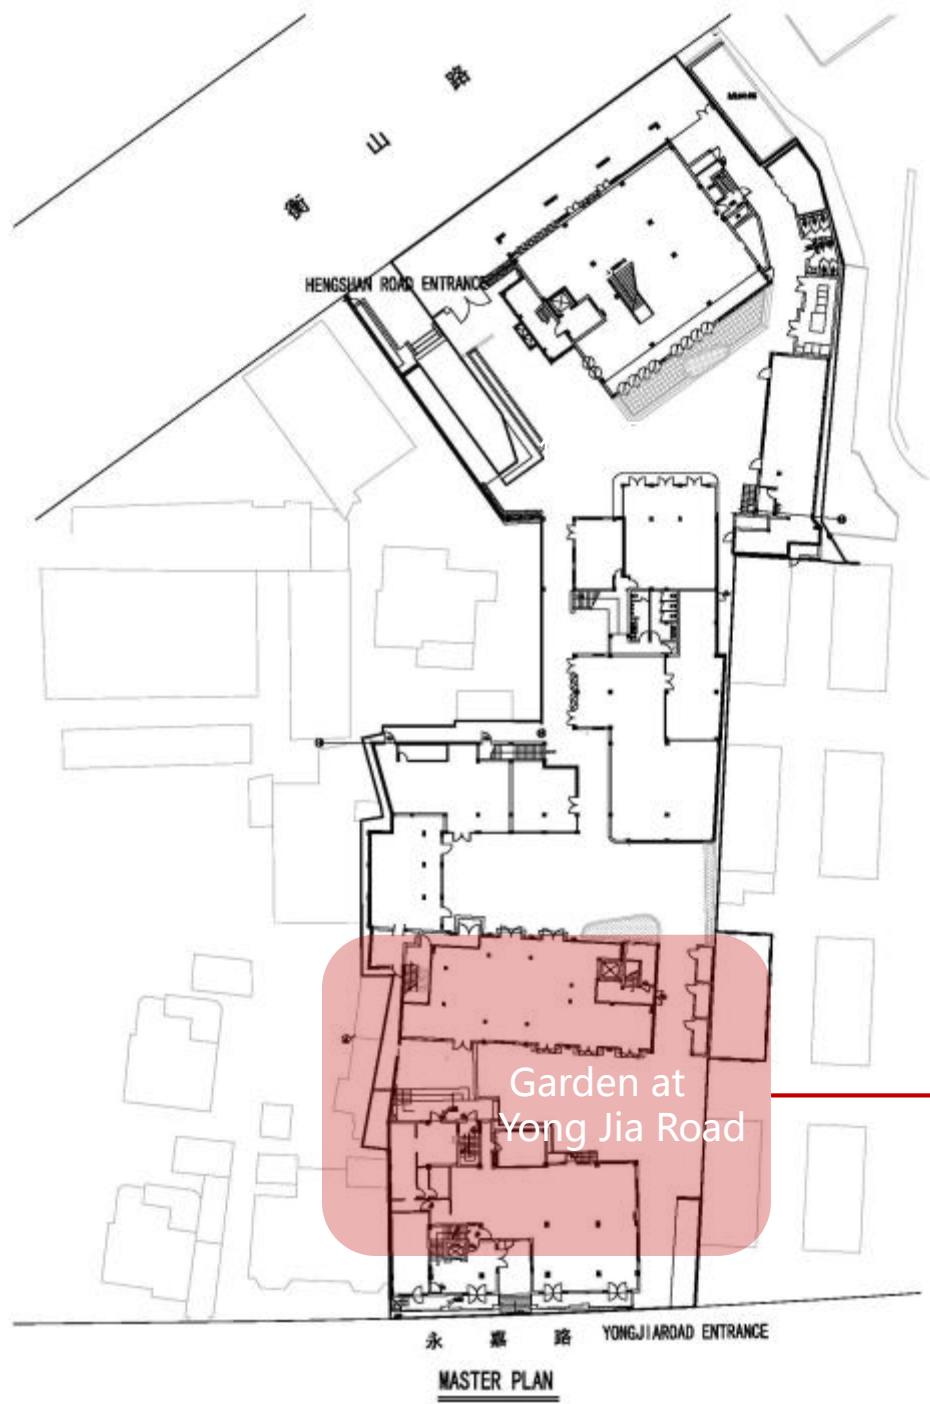 路
山
衡
HENGSHAN ROAD ENTRANCE
Garden at
Yong Jia Road
永 嘉 路 YONGJIAROAD ENTRANCE
MASTER PLAN